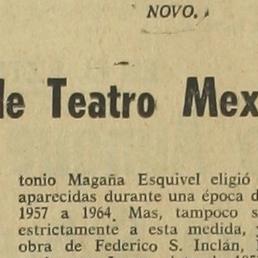 NOVO.
de Teatro Mex
tonio Magaña Esquivel eligió
aparecidas durante una época d
1957 a 1964. Mas, tampoco s
estrictamente a esta medida, y
obra de Federico S. Inclán,